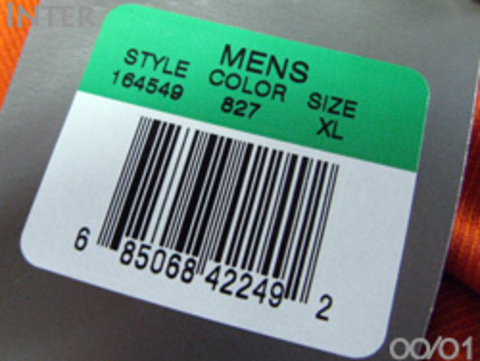 INTER
MENS
STYLE COLOR SIZE
164549 827 XL
6 85068 42249 2
00/01